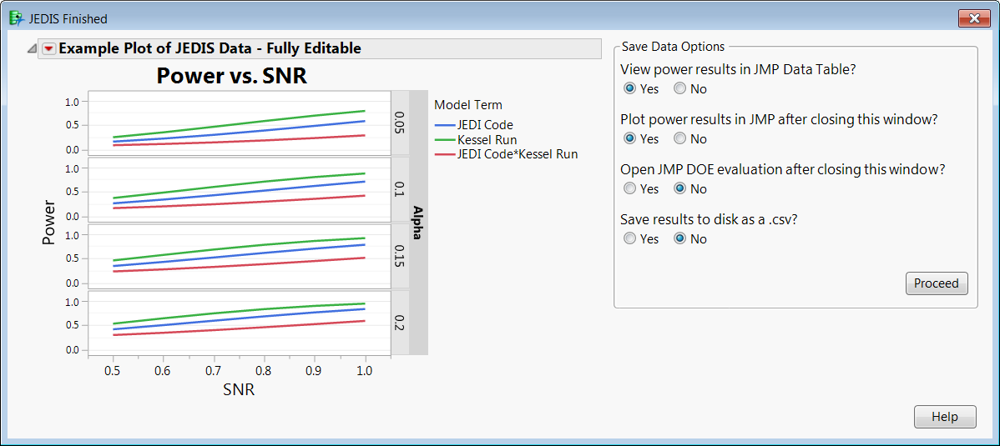 JEDIS Finished
Example Plot of JEDIS Data - Fully Editable
Power vs. SNR
Power
1.0
0.5
0.0
0.05
1.0
0.5
0.0
0.1
1.0
0.5
0.0
0.15
1.0
0.5
0.0
0.2
Alpha
0.5 0.6 0.7 0.8 0.9 1.0
SNR
Model Term
JEDI Code
Kessel Run
JEDI Code*Kessel Run
Save Data Options
View power results in JMP Data Table?
Yes No
Plot power results in JMP after closing this window?
Yes No
Open JMP DOE evaluation after closing this window?
Yes No
Save results to disk as a .csv?
Yes No
Proceed
Help